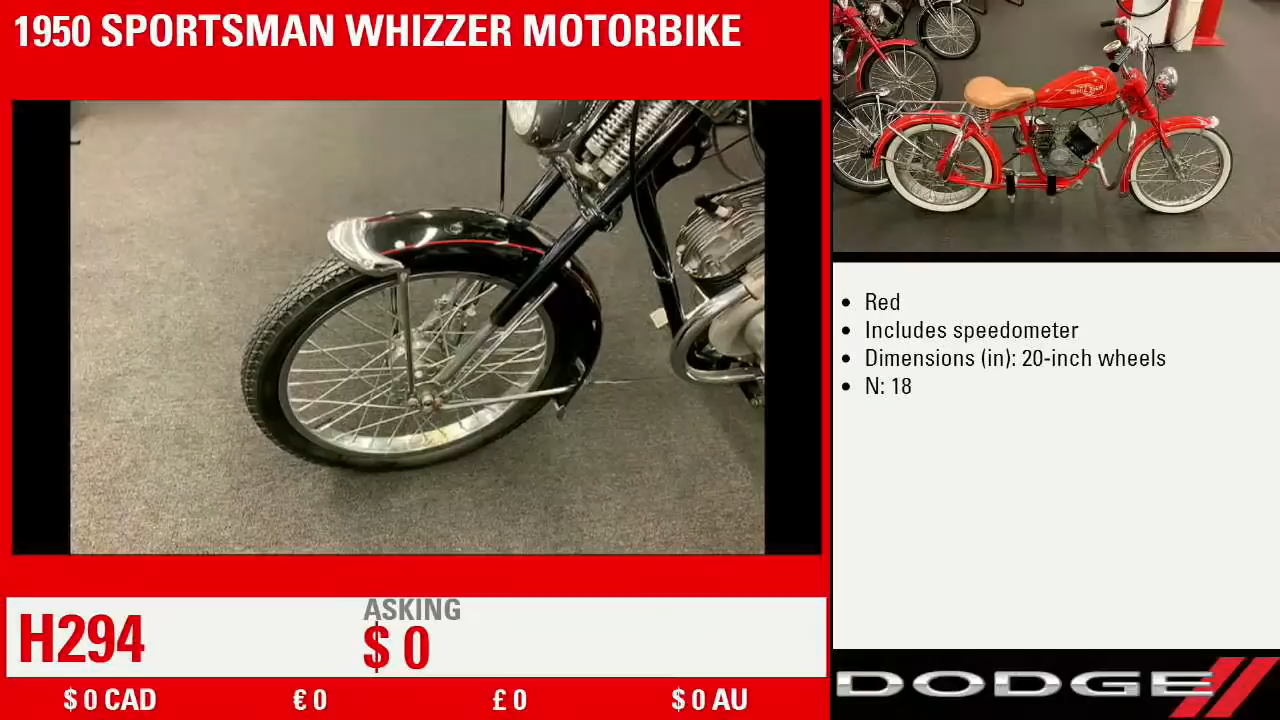 1950 SPORTSMAN WHIZZER MOTORBIKE
• Red
• Includes speedometer
• Dimensions (in): 20-inch wheels
• N: 18
H294
ASKING
$ 0
$ 0 CAD
€ 0
£ 0
$ 0 AU
DODGE